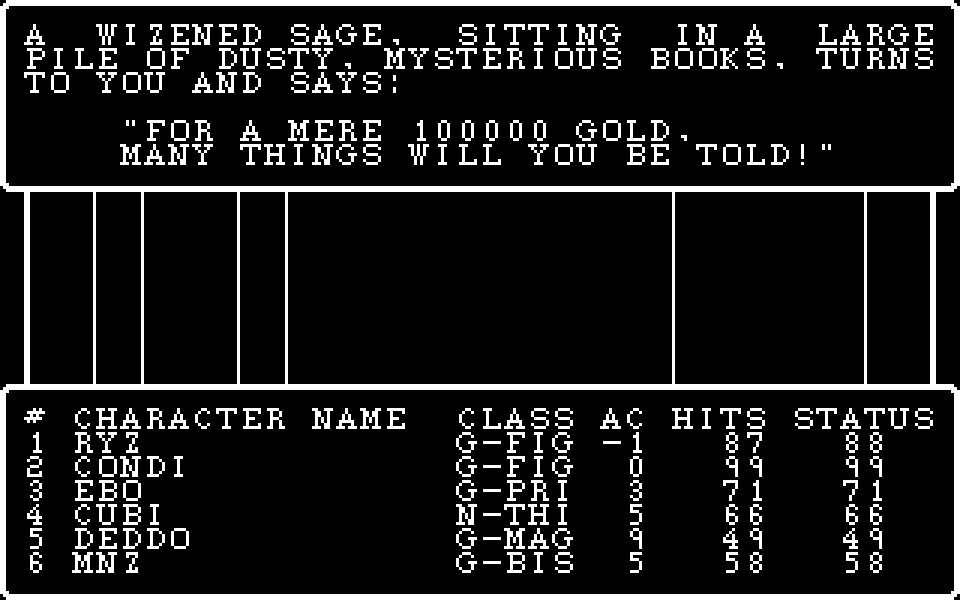 A WIZENED SAGE, SITTING IN A LARGE
PILE OF DUSTY, MYSTERIOUS BOOKS, TURNS
TO YOU AND SAYS:
"FOR A MERE 100000 GOLD,
MANY THINGS WILL YOU BE TOLD!"
# CHARACTER NAME CLASS AC HITS STATUS
1 RYZ G-FIG -1 87 88
2 CONDI G-FIG 0 99 99
3 EBO G-PRI 3 71 71
4 CUBI N-THI 5 66 66
5 DEDDO G-MAG 9 49 49
6 MNZ G-BIS 5 58 58